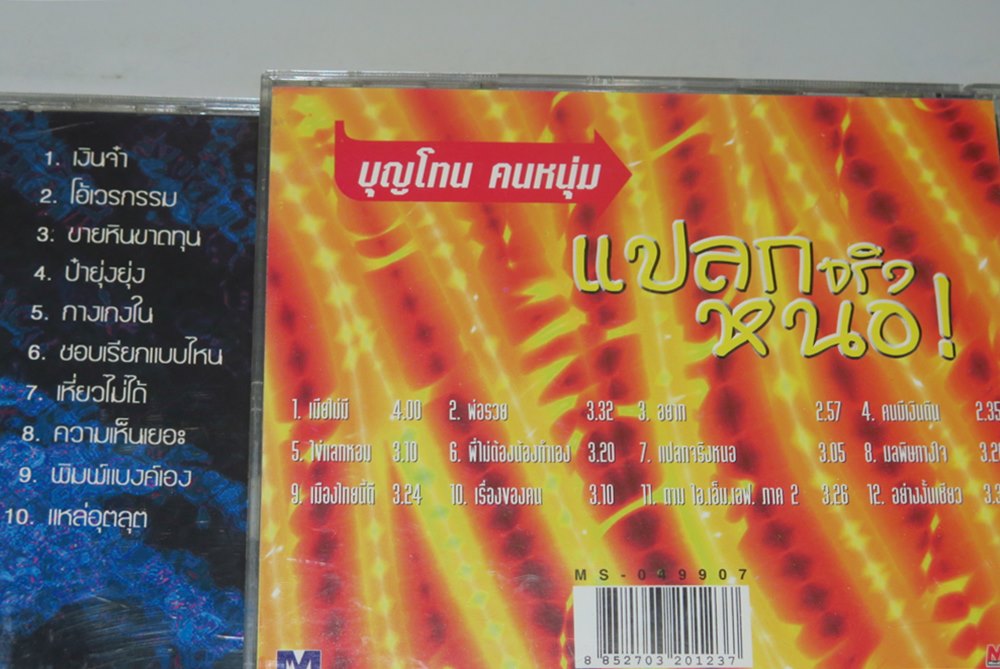 1. เงินจ๋า
2. โอ้เวรกรรม
3. ขายหินขาดทุน
4. ป๋ายุ่งยุ่ง
5. กางเกงใน
6. ชอบเรียกแบบไหน
7. เหี่ยวไม่ได้
8. ความเห็นเยอะ
9. พิมพ์แบงค์เอง
10. แหล่อุตลุต
บุญโทน คนหนุ่ม
แปลกจริง
หนอ!
1. เมียใช่มี 4.00 2. พ่อรวย 3.32 3. อยาก 2.57 4. คนมีเงินกิน 2.35
5. ไข่แลกหอม 3.10 6. พี่ไม่ต้องน้องทำเอง 3.20 7. แปลกจริงหนอ 3.05 8. มลพิษทางใจ
9. เมืองไทยนี้ดี 3.24 10. เรื่องของคน 3.10 11. ถาม ไอ.เอ็ม.เอฟ. ภาค 2 3.26 12. อย่างงั้นเชียว
MS-049907
8 852703 201237
M